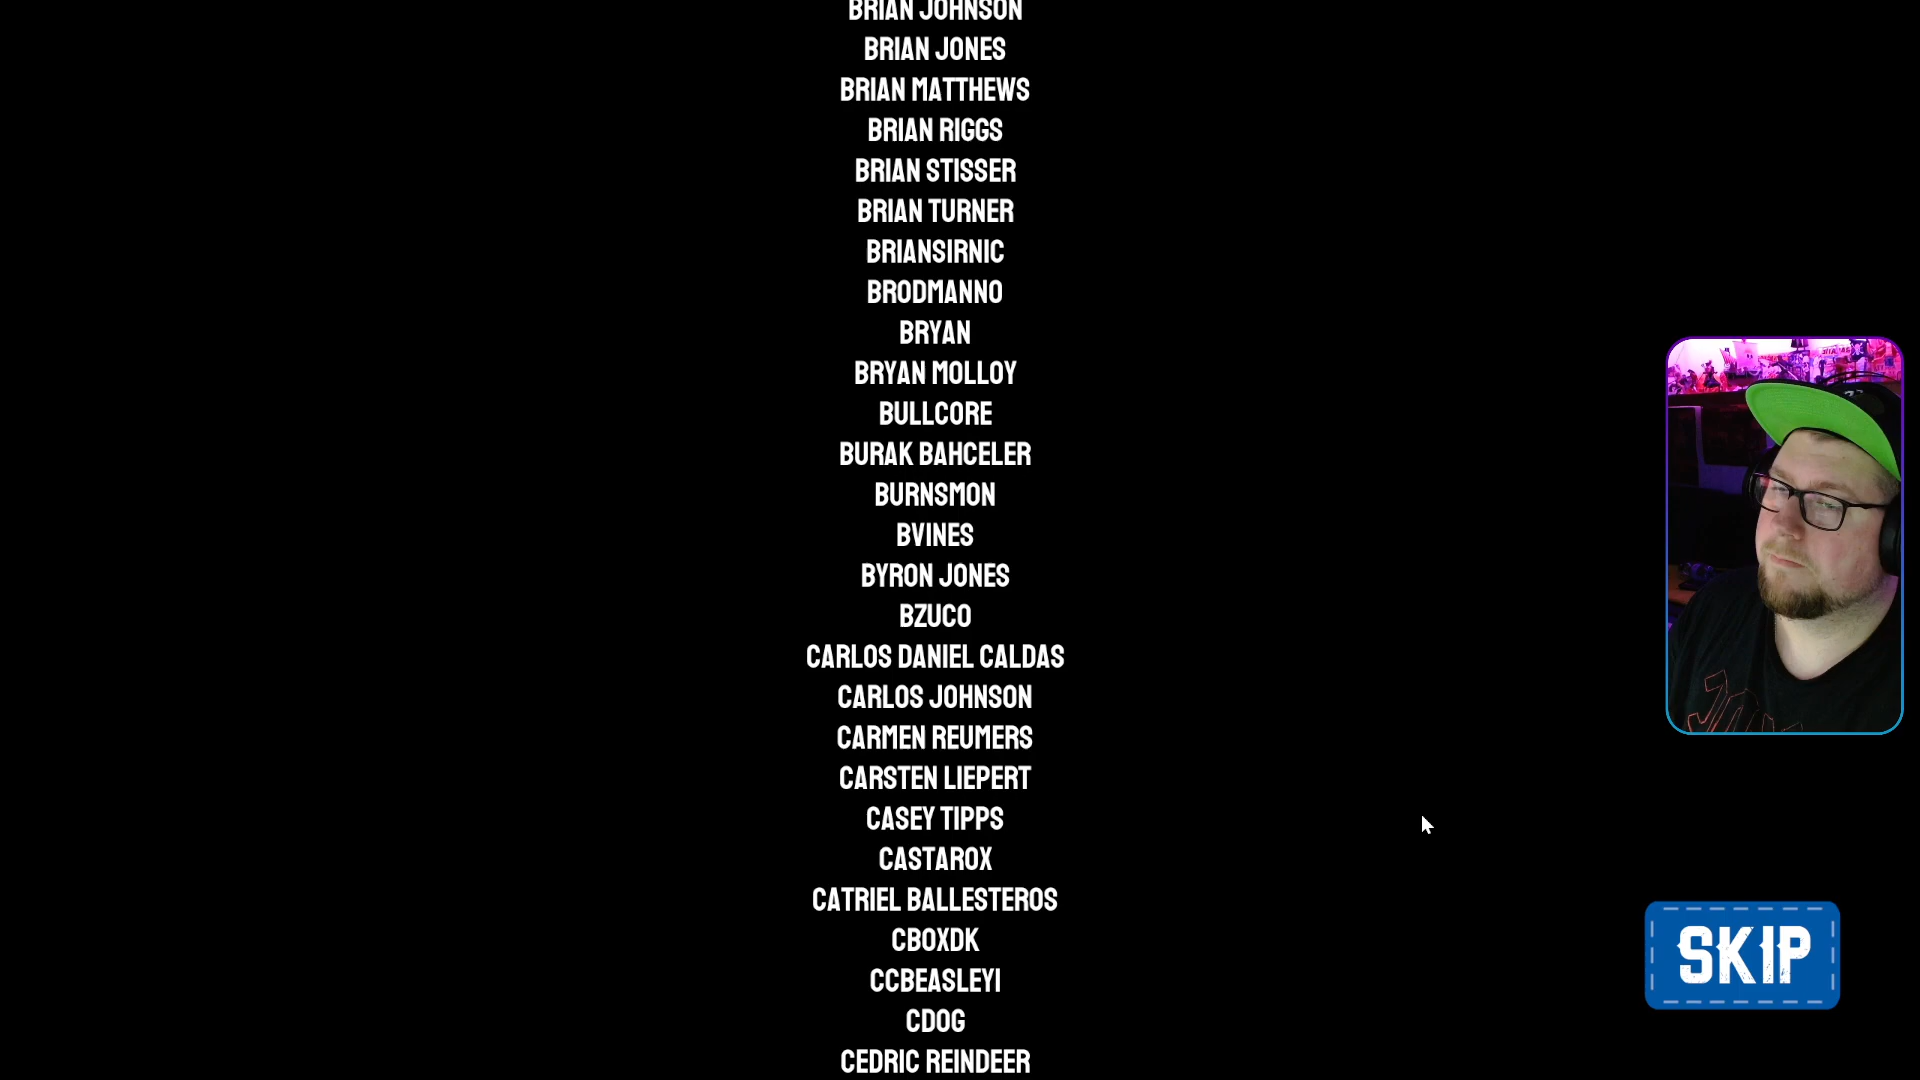 BRIAN JOHNSON
BRIAN JONES
BRIAN MATTHEWS
BRIAN RIGGS
BRIAN STISSER
BRIAN TURNER
BRIANSIRNIC
BRODMANNO
BRYAN
BRYAN MOLLOY
BULLCORE
BURAK BAHCELER
BURNSMON
BVINES
BYRON JONES
BZUCO
CARLOS DANIEL CALDAS
CARLOS JOHNSON
CARMEN REUMERS
CARSTEN LIEPERT
CASEY TIPPS
CASTAROX
CATRIEL BALLESTEROS
CBOXDK
CCBEASLEY1
CDOG
CEDRIC REINDEER
SKIP